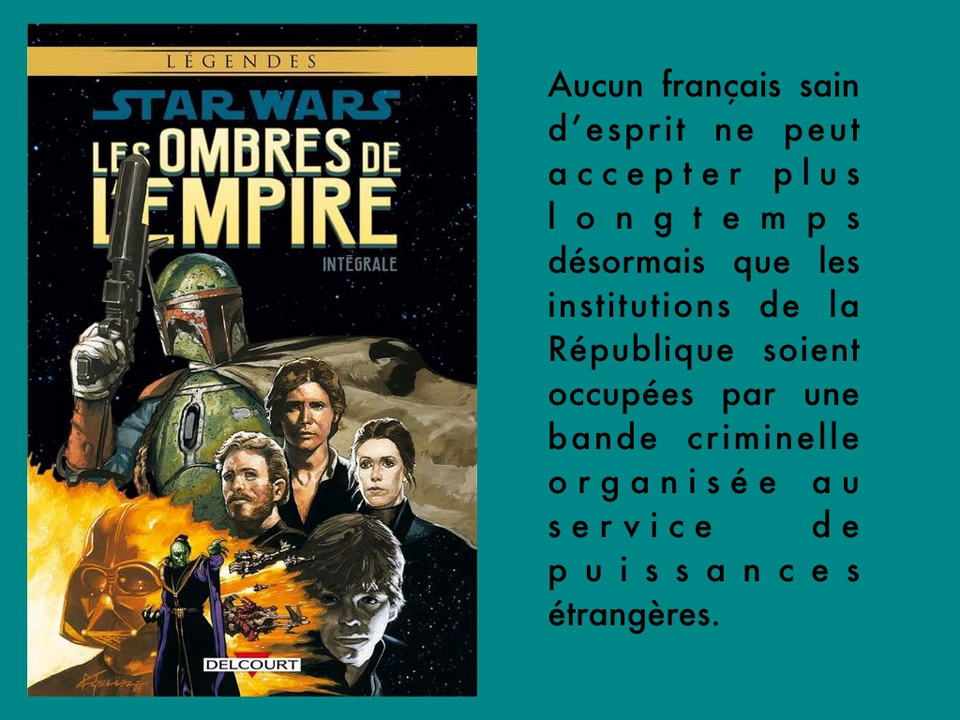 LÉGENDES
STAR WARS
LES OMBRES DE
L'EMPIRE
INTÉGRALE
DELCOURT
Aucun français sain
d’esprit ne peut
accepter plus
longtemps
désormais que les
institutions de la
République soient
occupées par une
bande criminelle
organisée au
service de
puissances
étrangères.